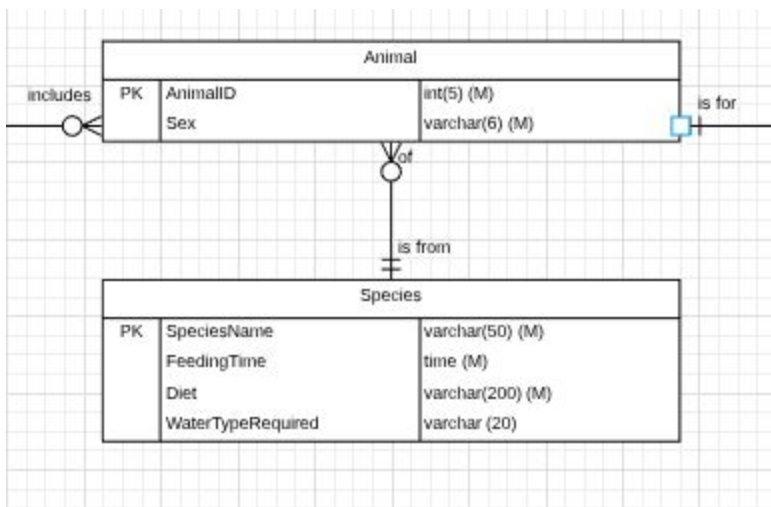 Animal
includes
PK AnimalID int(5) (M)
is for
Sex varchar(6) (M)
of
is from
Species
PK SpeciesName varchar(50) (M)
FeedingTime time (M)
Diet varchar(200) (M)
WaterTypeRequired varchar (20)